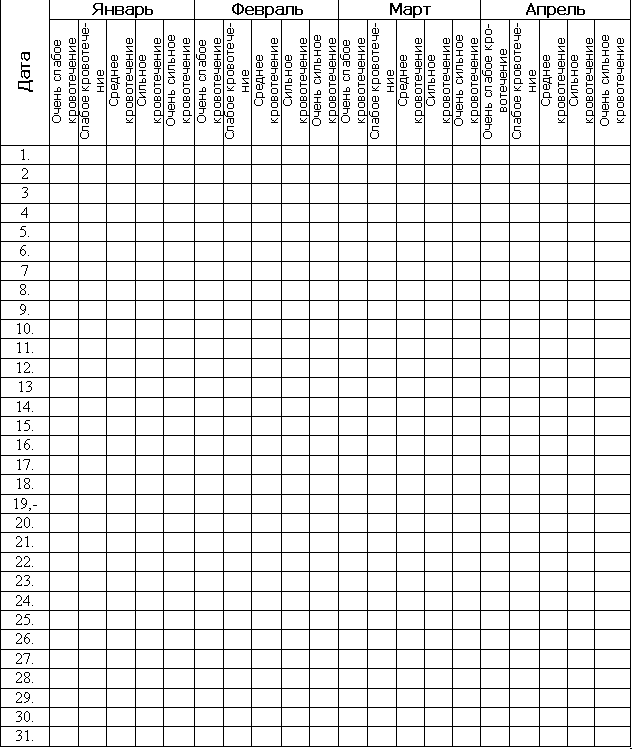 Дата
Январь
Февраль
Март
Апрель
Очень слабое
кровотечение
Слабое кровотече-
ние
Среднее
кровотечение
Сильное
кровотечение
Очень сильное
кровотечение
Очень слабое
кровотечение
Слабое кровотече-
ние
Среднее
кровотечение
Сильное
кровотечение
Очень сильное
кровотечение
Очень слабое
кровотечение
Слабое кровотече-
ние
Среднее
кровотечение
Сильное
кровотечение
Очень сильное
кровотечение
Очень слабое кро-
вотечение
Слабое кровотече-
ние
Среднее
кровотечение
Сильное
кровотечение
Очень сильное
кровотечение
1.
2
3
4
5.
6.
7
8.
9.
10.
11.
12.
13
14.
15.
16.
17.
18.
19,-
20.
21.
22.
23.
24.
25.
26.
27.
28.
29.
30.
31.